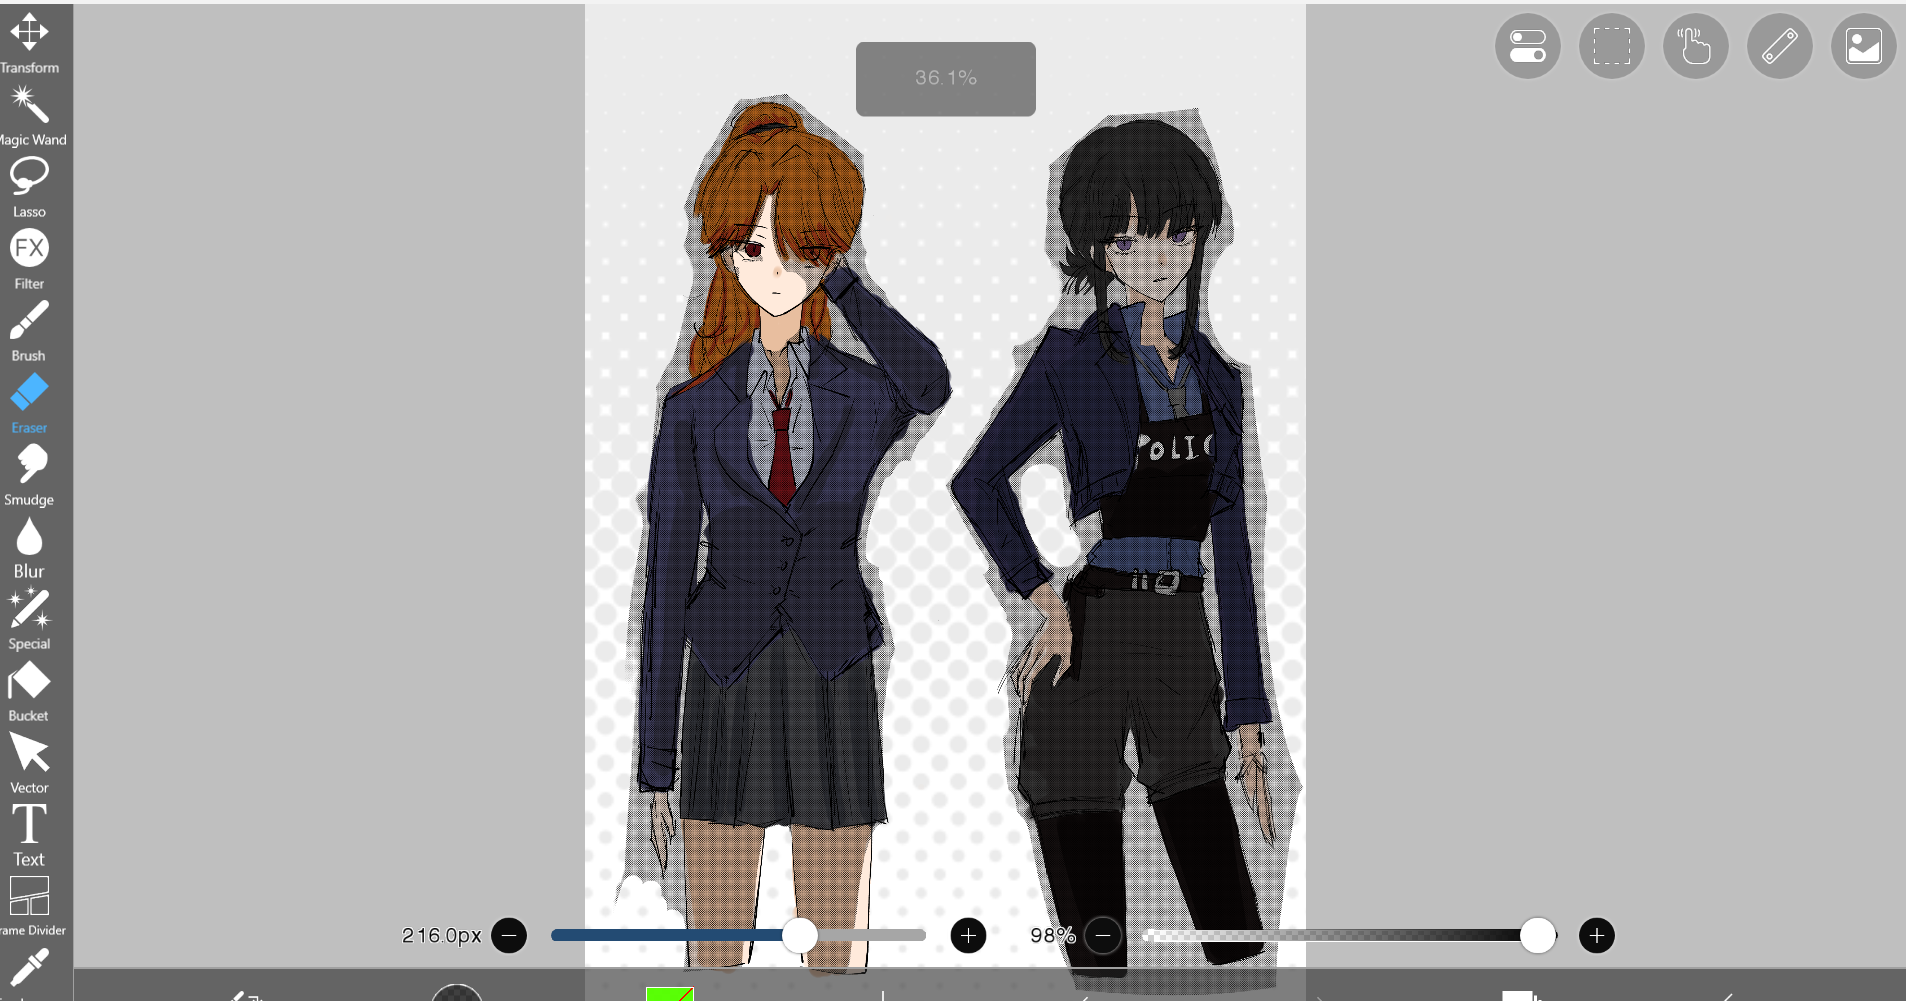 Transform
Magic Wand
Lasso
FX
Filter
Brush
Eraser
Smudge
Blur
Special
Bucket
Vector
T
Text
rame Divider
36.1%
POLIC
216.0px
98%